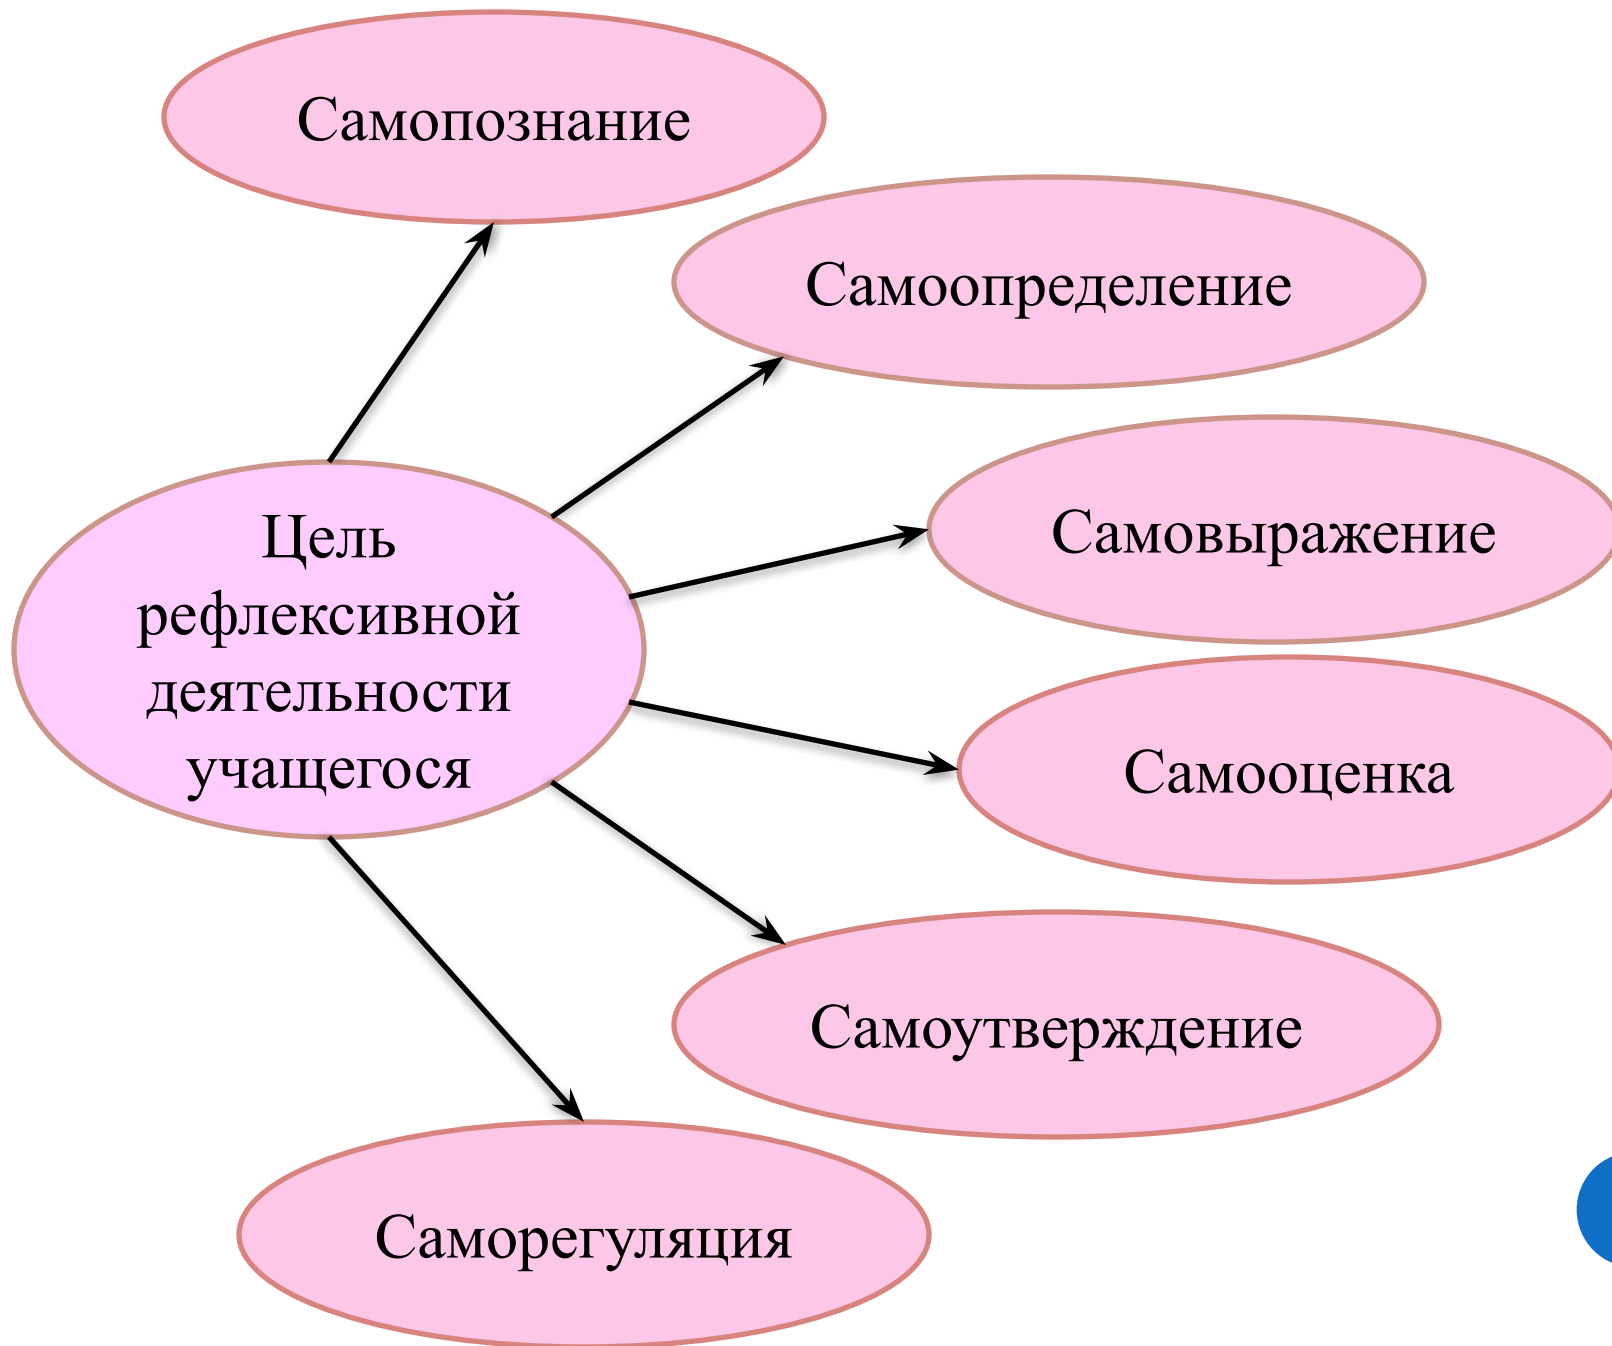 Самопознание
Самоопределение
Самовыражение
Цель
рефлексивной
деятельности
учащегося
Самооценка
Самоутверждение
Саморегуляция